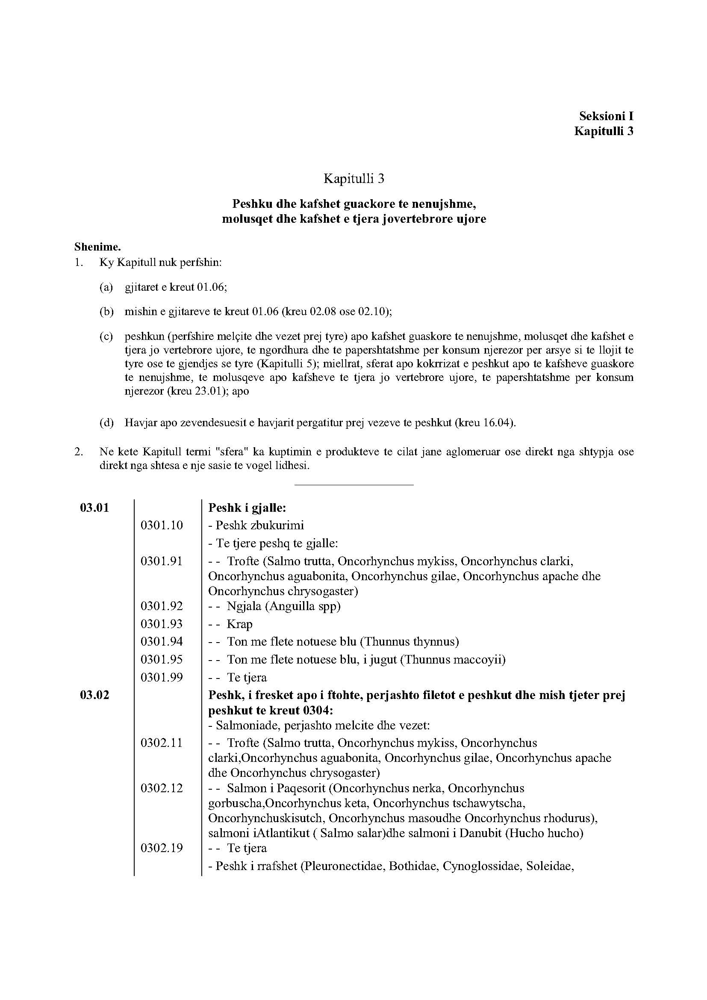 Seksioni I
Kapitulli 3
Kapitulli 3
Peshku dhe kafshet guackore te nenujshme,
molusqet dhe kafshet e tjera jovertebrore ujore
Shenime.
1. Ky Kapitull nuk perfshin:
(a) gjitaret e kreut 01.06;
(b) mishin e gjitareve te kreut 01.06 (kreu 02.08 ose 02.10);
(c) peshkun (perfshire melçite dhe vezet prej tyre) apo kafshet guaskore te nenujshme, molusqet dhe kafshet e
tjera jo vertebrore ujore, te ngordhura dhe te papershtatshme per konsum njerezor per arsye si te llojit te
tyre ose te gjendjes se tyre (Kapitulli 5); miellrat, sferat apo kokrrizat e peshkut apo te kafsheve guaskore
te nenujshme, te molusqeve apo kafsheve te tjera jo vertebrore ujore, te papershtatshme per konsum
njerezor (kreu 23.01); apo
(d) Havjar apo zevendesuesit e havjarit pergatitur prej vezeve te peshkut (kreu 16.04).
2. Ne kete Kapitull termi "sfera" ka kuptimin e produkteve te cilat jane aglomeruar ose direkt nga shtypja ose
direkt nga shtesa e nje sasie te vogel lidhesi.
03.01 Peshk i gjalle:
0301.10 - Peshk zbukurimi
- Te tjere peshq te gjalle:
0301.91 - - Trofte (Salmo trutta, Oncorhynchus mykiss, Oncorhynchus clarki,
Oncorhynchus aguabonita, Oncorhynchus gilae, Oncorhynchus apache dhe
Oncorhynchus chrysogaster)
0301.92 - - Ngjala (Anguilla spp)
0301.93 - - Krap
0301.94 - - Ton me flete notuese blu (Thunnus thynnus)
0301.95 - - Ton me flete notuese blu, i jugut (Thunnus maccoyii)
0301.99 - - Te tjera
03.02 Peshk, i fresket apo i ftohte, perjashto filetot e peshkut dhe mish tjeter prej
peshkut te kreut 0304:
- Salmoniade, perjashto melcite dhe vezet:
0302.11 - - Trofte (Salmo trutta, Oncorhynchus mykiss, Oncorhynchus
clarki,Oncorhynchus aguabonita, Oncorhynchus gilae, Oncorhynchus apache
dhe Oncorhynchus chrysogaster)
0302.12 - - Salmon i Paqesorit (Oncorhynchus nerka, Oncorhynchus
gorbuscha,Oncorhynchus keta, Oncorhynchus tschawytscha,
Oncorhynchuskisutch, Oncorhynchus masoudhe Oncorhynchus rhodurus),
salmoni iAtlantikut ( Salmo salar)dhe salmoni i Danubit (Hucho hucho)
0302.19 - - Te tjera
- Peshk i rrafshet (Pleuronectidae, Bothidae, Cynoglossidae, Soleidae,